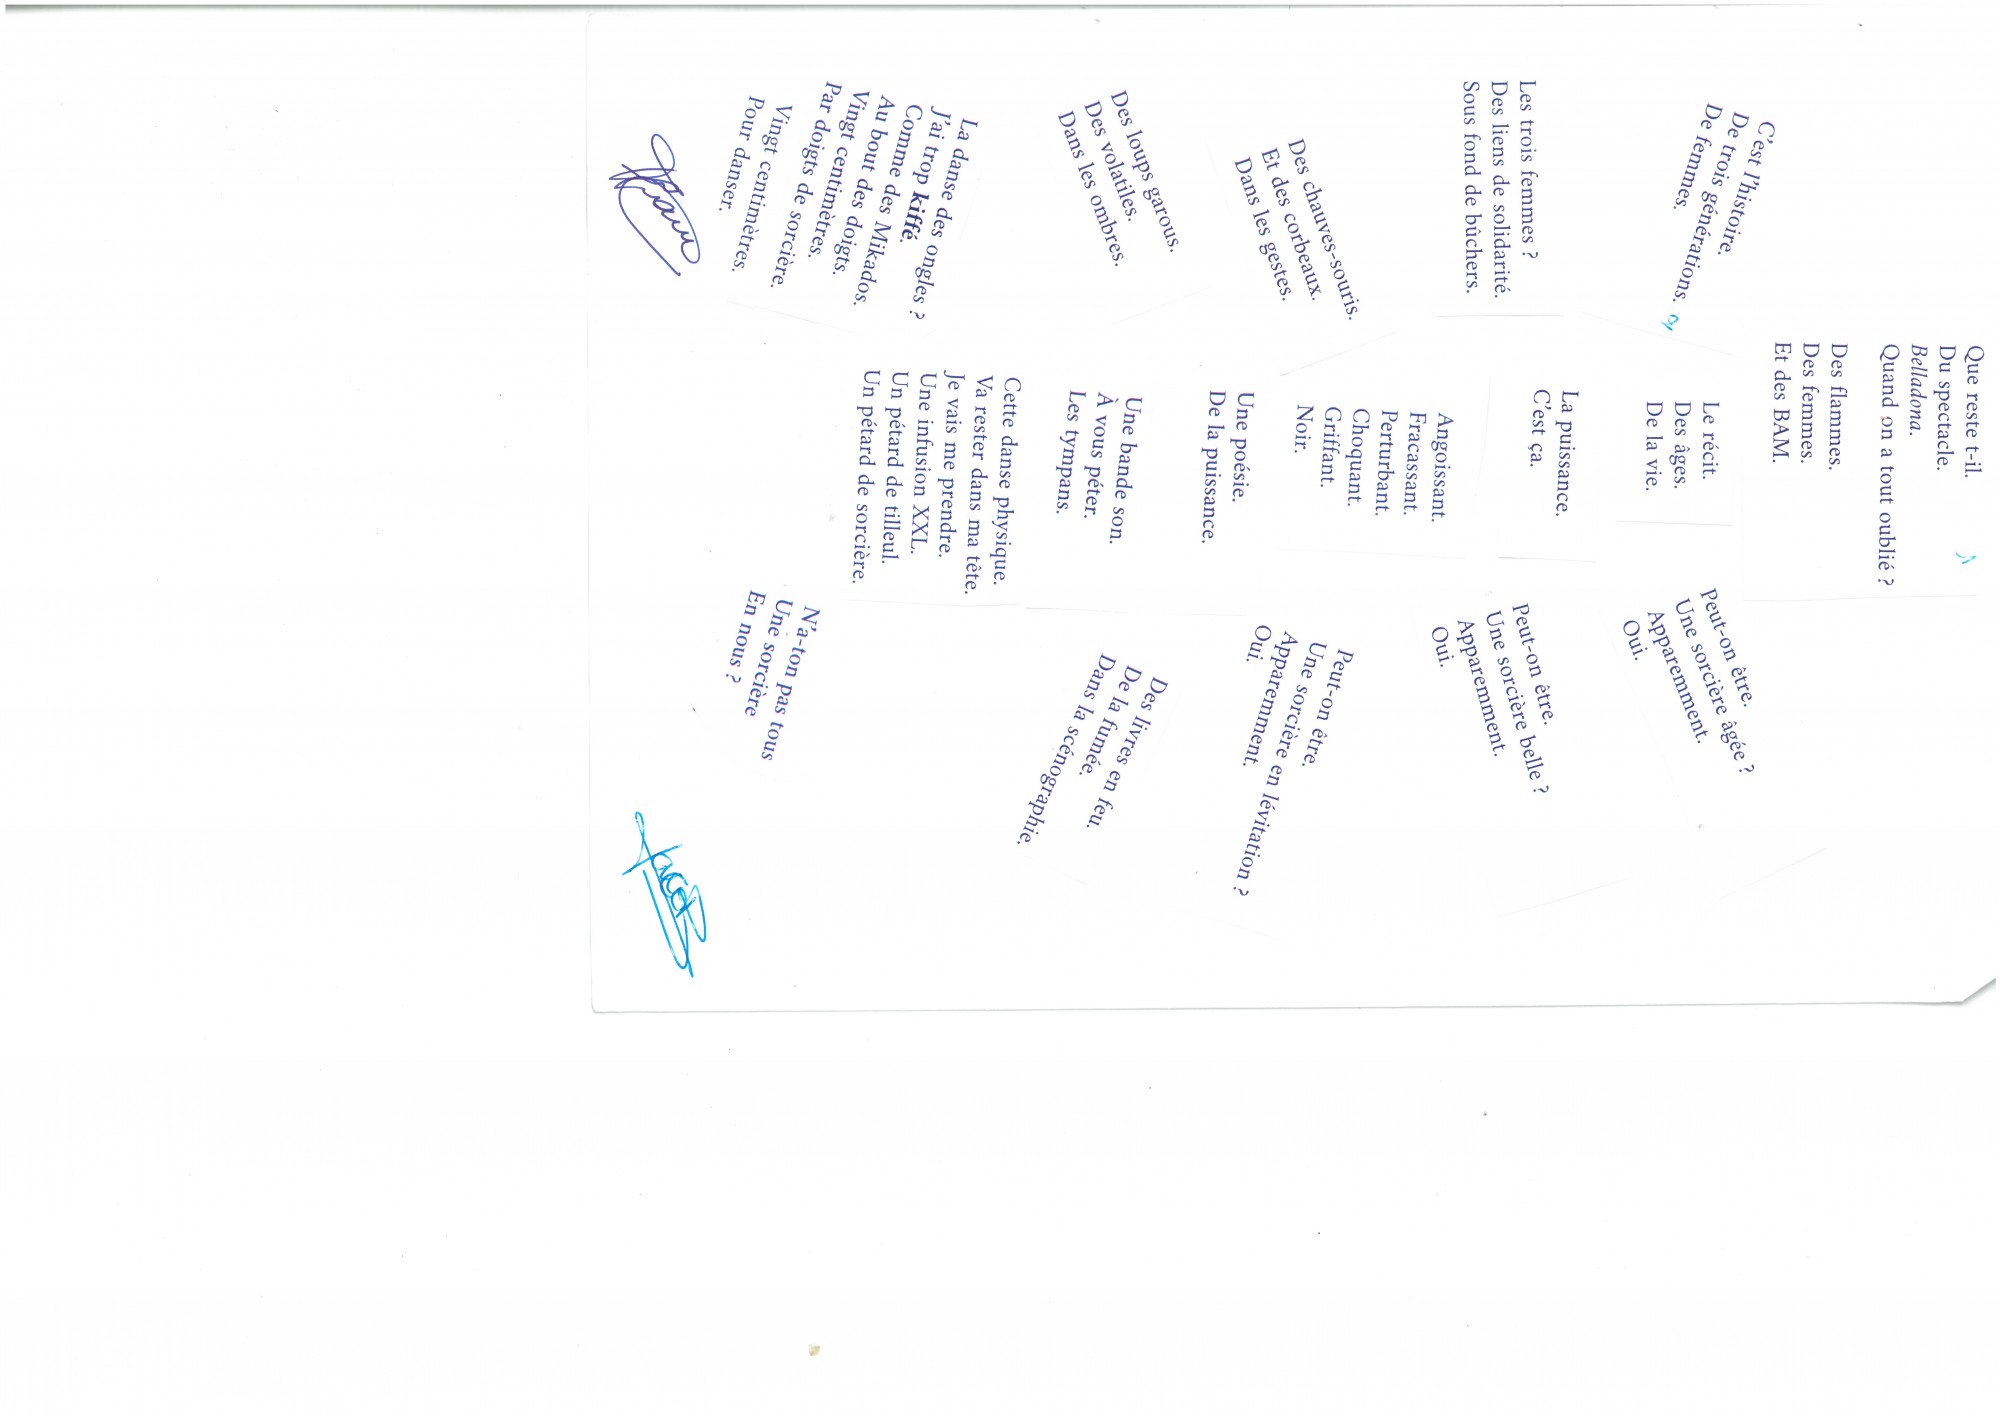 Que reste t-il.
Du spectacle.
Belladona.
Quand on a tout oublié ?
1
Des flammes.
Des femmes.
Et des BAM.
C'est l'histoire.
De trois générations.
De femmes.
2
Les trois femmes ?
Des liens de solidarité.
Sous fond de bûchers.
Des chauves-souris.
Et des corbeaux.
Dans les gestes.
Des loups garous.
Des volatiles.
Dans les ombres.
La danse des ongles ?
J'ai trop kiffé.
Comme des Mikados.
Au bout des doigts.
Vingt centimètres.
Par doigts de sorcière.
Vingt centimètres.
Pour danser.
Le récit.
Des âges.
De la vie.
La puissance.
C'est ça.
Angoissant.
Fracassant.
Perturbant.
Choquant.
Griffant.
Noir.
Une poésie.
De la puissance.
Une bande son.
À vous péter.
Les tympans.
Cette danse physique.
Va rester dans ma tête.
Je vais me prendre.
Une infusion XXL.
Un pétard de tilleul.
Un pétard de sorcière.
Peut-on être.
Une sorcière âgée ?
Apparemment.
Oui.
Peut-on être.
Une sorcière belle ?
Apparemment.
Oui.
Peut-on être.
Une sorcière en lévitation ?
Apparemment.
Oui.
Des livres en feu.
De la fumée.
Dans la scénographie.
N'a-ton pas tous
Une sorcière
En nous ?